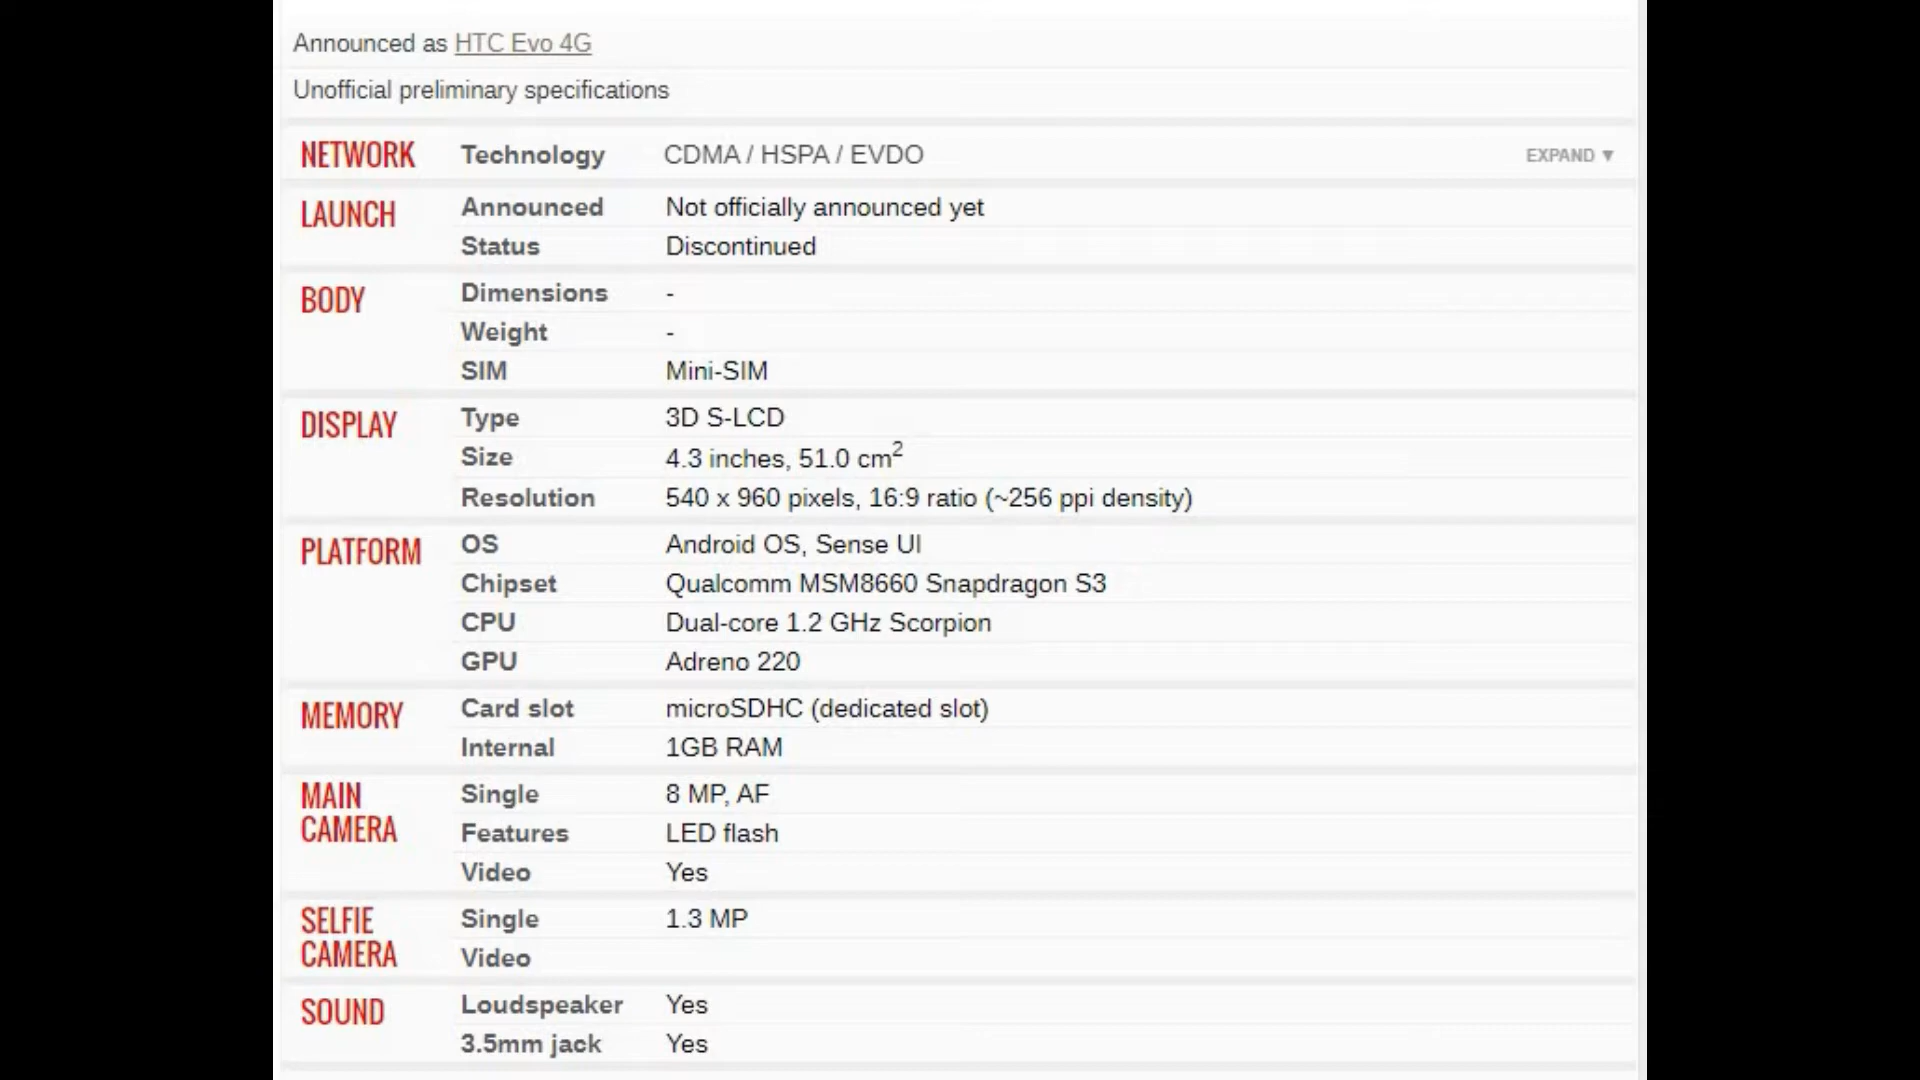 Announced as HTC Evo 4G
Unofficial preliminary specifications
NETWORK Technology CDMA / HSPA / EVDO EXPAND ▼
LAUNCH Announced Not officially announced yet
Status Discontinued
BODY Dimensions -
Weight -
SIM Mini-SIM
DISPLAY Type 3D S-LCD
Size 4.3 inches, 51.0 cm²
Resolution 540 x 960 pixels, 16:9 ratio (~256 ppi density)
PLATFORM OS Android OS, Sense UI
Chipset Qualcomm MSM8660 Snapdragon S3
CPU Dual-core 1.2 GHz Scorpion
GPU Adreno 220
MEMORY Card slot microSDHC (dedicated slot)
Internal 1GB RAM
MAIN CAMERA Single 8 MP, AF
Features LED flash
Video Yes
SELFIE CAMERA Single 1.3 MP
Video
SOUND Loudspeaker Yes
3.5mm jack Yes